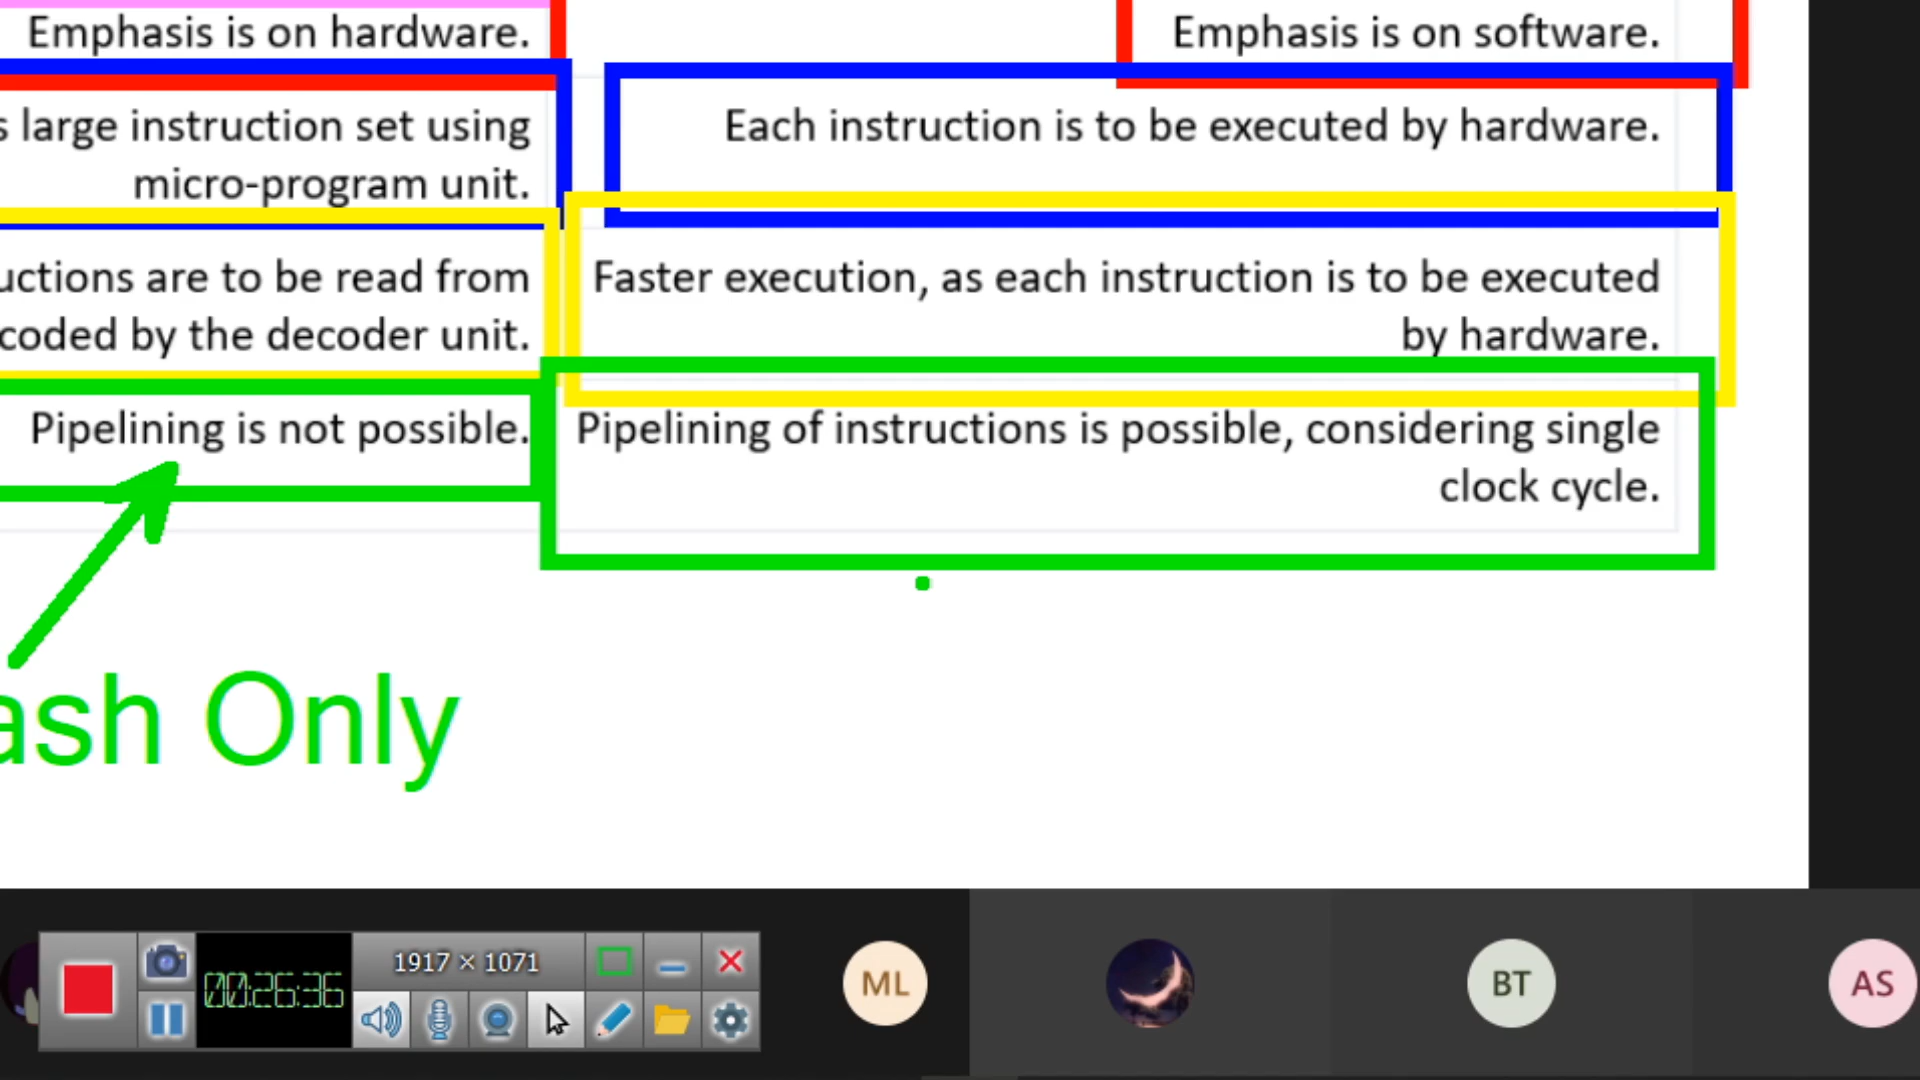 Emphasis is on hardware.
Emphasis is on software.
s large instruction set using
micro-program unit.
Each instruction is to be executed by hardware.
uctions are to be read from
coded by the decoder unit.
Faster execution, as each instruction is to be executed
by hardware.
Pipelining is not possible.
Pipelining of instructions is possible, considering single
clock cycle.
ash Only
00:26:36
1917 × 1071
ML
BT
AS